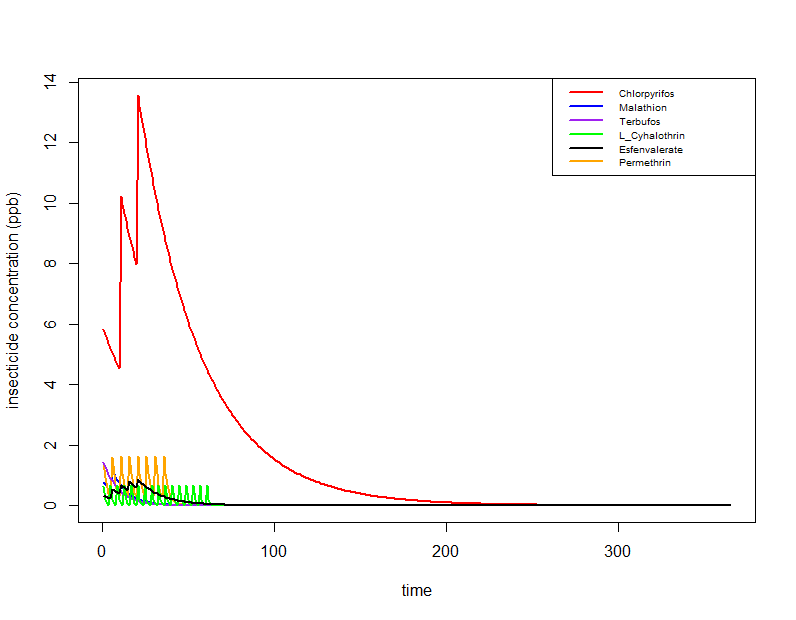 Chlorpyrifos
Malathion
Terbufos
L_Cyhalothrin
Esfenvalerate
Permethrin
insecticide concentration (ppb)
14
12
10
8
6
4
2
0
0 100 200 300
time